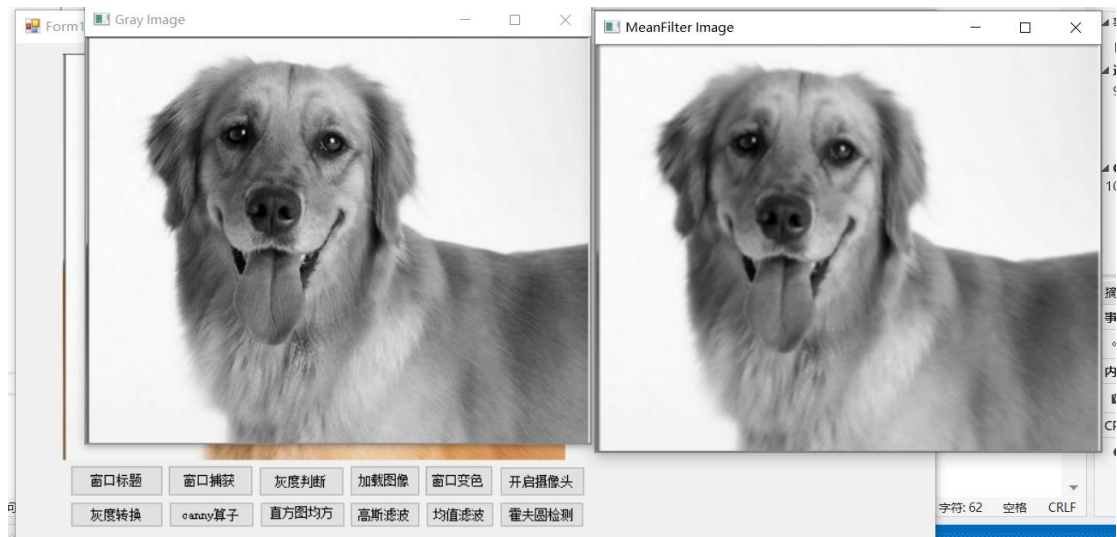 Form1
Gray Image
MeanFilter Image
窗口标题 窗口捕获 灰度判断 加载图像 窗口变色 开启摄像头
灰度转换 canny算子 直方图均方 高斯滤波 均值滤波 霍夫圆检测
字符: 62 空格 CRLF